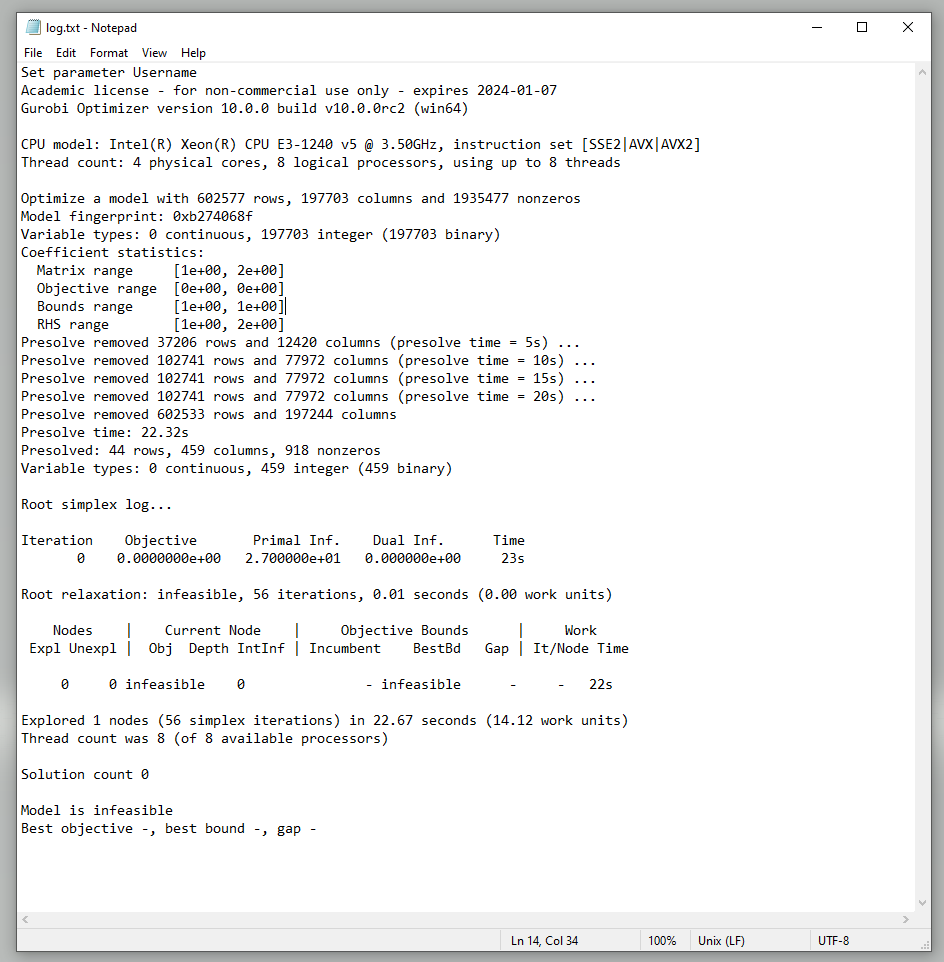 log.txt - Notepad
File Edit Format View Help
Set parameter Username
Academic license - for non-commercial use only - expires 2024-01-07
Gurobi Optimizer version 10.0.0 build v10.0.0rc2 (win64)
CPU model: Intel(R) Xeon(R) CPU E3-1240 v5 @ 3.50GHz, instruction set [SSE2|AVX|AVX2]
Thread count: 4 physical cores, 8 logical processors, using up to 8 threads
Optimize a model with 602577 rows, 197703 columns and 1935477 nonzeros
Model fingerprint: 0xb274068f
Variable types: 0 continuous, 197703 integer (197703 binary)
Coefficient statistics:
  Matrix range     [1e+00, 2e+00]
  Objective range  [0e+00, 0e+00]
  Bounds range     [1e+00, 1e+00]
  RHS range        [1e+00, 2e+00]
Presolve removed 37206 rows and 12420 columns (presolve time = 5s) ...
Presolve removed 102741 rows and 77972 columns (presolve time = 10s) ...
Presolve removed 102741 rows and 77972 columns (presolve time = 15s) ...
Presolve removed 102741 rows and 77972 columns (presolve time = 20s) ...
Presolve removed 602533 rows and 197244 columns
Presolve time: 22.32s
Presolved: 44 rows, 459 columns, 918 nonzeros
Variable types: 0 continuous, 459 integer (459 binary)
Root simplex log...
Iteration    Objective       Primal Inf.    Dual Inf.      Time
       0    0.0000000e+00   2.700000e+01   0.000000e+00     23s
Root relaxation: infeasible, 56 iterations, 0.01 seconds (0.00 work units)
    Nodes    |    Current Node    |     Objective Bounds      |     Work
 Expl Unexpl |  Obj  Depth IntInf | Incumbent    BestBd   Gap | It/Node Time
     0     0 infeasible    0               - infeasible      -     -   22s
Explored 1 nodes (56 simplex iterations) in 22.67 seconds (14.12 work units)
Thread count was 8 (of 8 available processors)
Solution count 0
Model is infeasible
Best objective -, best bound -, gap -
Ln 14, Col 34 100% Unix (LF) UTF-8